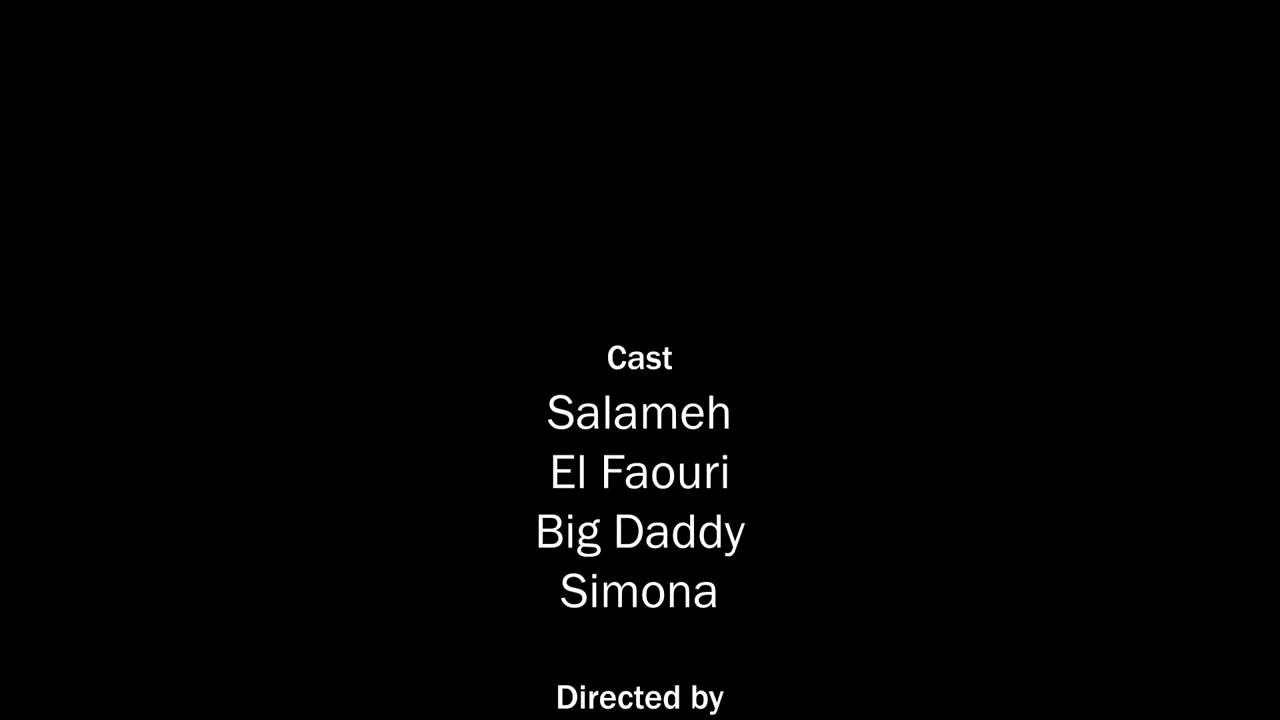 Cast
Salameh
El Faouri
Big Daddy
Simona
Directed by